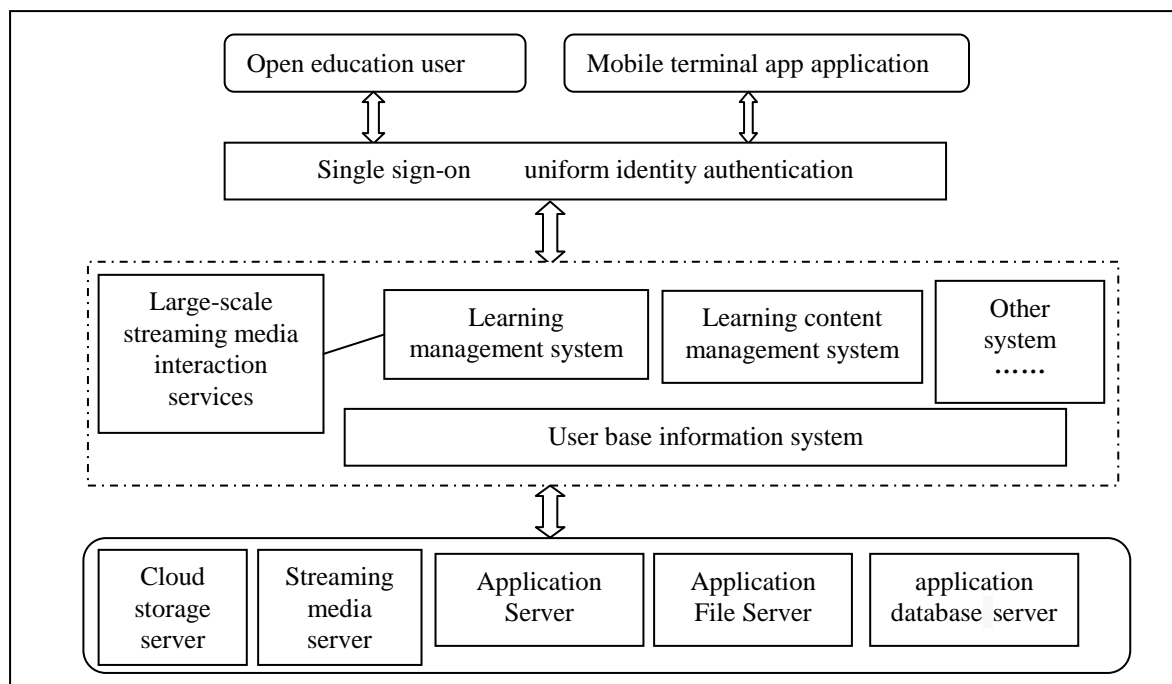 Open education user
Mobile terminal app application
Single sign-on uniform identity authentication
Large-scale
streaming media
interaction
services
Learning
management system
Learning content
management system
Other
system
……
User base information system
Cloud
storage
server
Streaming
media
server
Application
Server
Application
File Server
application
database server